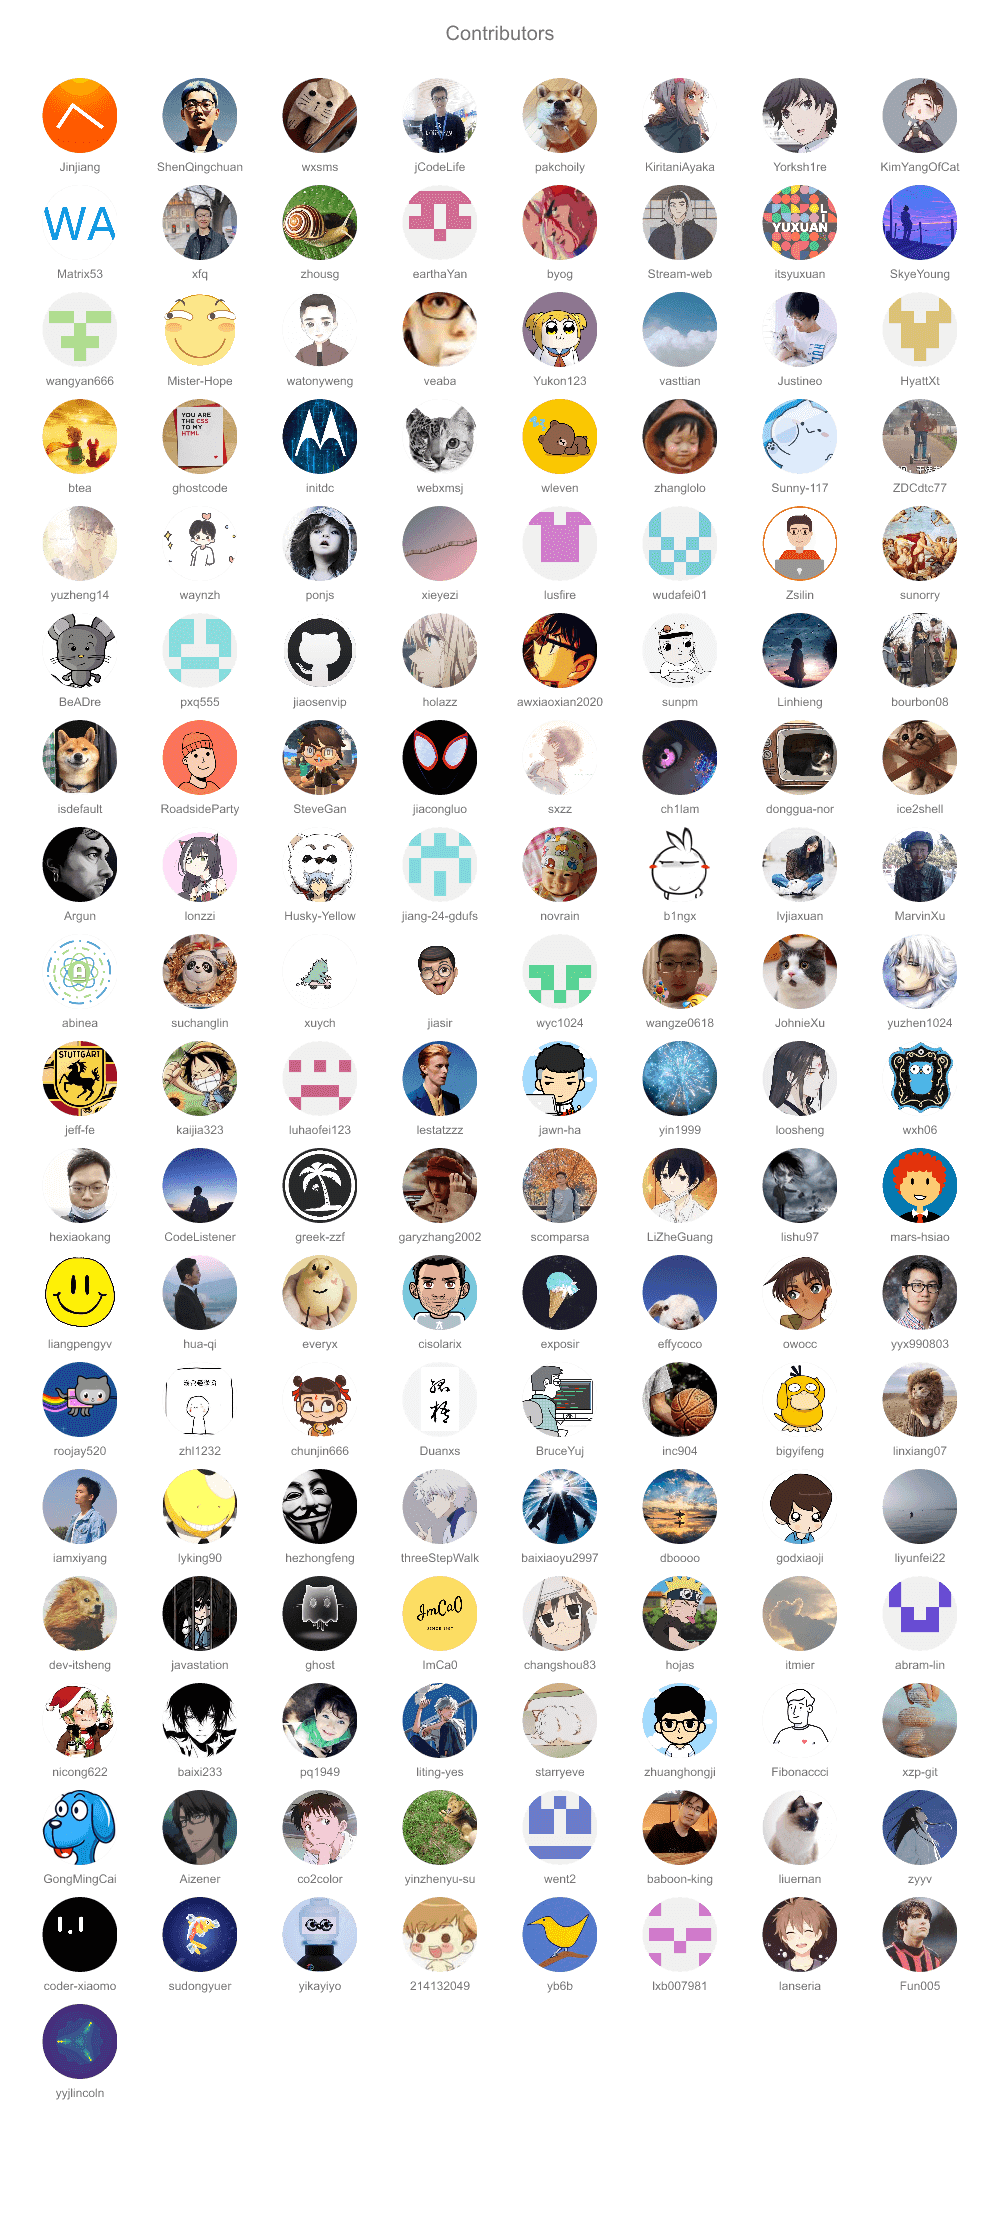 Contributors
Jinjiang ShenQingchuan wxsms jCodeLife pakchoily KiritaniAyaka Yorksh1re KimYangOfCat
WA
LI
YUXUAN
Matrix53 xfq zhousg earthaYan byog Stream-web itsyuxuan SkyeYoung
wangyan666 Mister-Hope watonyweng veaba Yukon123 vasttian Justineo HyattXt
YOU ARE
THE CSS
TO MY
HTML
btea ghostcode initdc webxmsj wleven zhanglolo Sunny-117 ZDCdtc77
yuzheng14 waynzh ponjs xieyezi lusfire wudafei01 Zsilin sunorry
BeADre pxq555 jiaosenvip holazz awxiaoxian2020 sunpm Linhieng bourbon08
isdefault RoadsideParty SteveGan jiacongluo sxzz ch1lam donggua-nor ice2shell
Argun lonzzi Husky-Yellow jiang-24-gdufs novrain b1ngx lvjiaxuan MarvinXu
abinea suchanglin xuych jiasir wyc1024 wangze0618 JohnieXu yuzhen1024
STUTTGART
jeff-fe kaijia323 luhaofei123 lestatzzz jawn-ha yin1999 loosheng wxh06
hexiaokang CodeListener greek-zzf garyzhang2002 scomparsa LiZheGuang lishu97 mars-hsiao
liangpengyv hua-qi everyx cisolarix exposir effycoco owocc yyx990803
roojay520 zhl1232 chunjin666 Duanxs BruceYuj inc904 bigyifeng linxiang07
iamxiyang lyking90 hezhongfeng threeStepWalk baixiaoyu2997 dboooo godxiaoji liyunfei22
JmCaO
dev-itsheng javastation ghost ImCa0 changshou83 hojas itmier abram-lin
nicong622 baixi233 pq1949 liting-yes starryeve zhuanghongji Fibonaccci xzp-git
GongMingCai Aizener co2color yinzhenyu-su went2 baboon-king liuernan zyyv
coder-xiaomo sudongyuer yikayiyo 214132049 yb6b lxb007981 lanseria Fun005
yyjlincoln